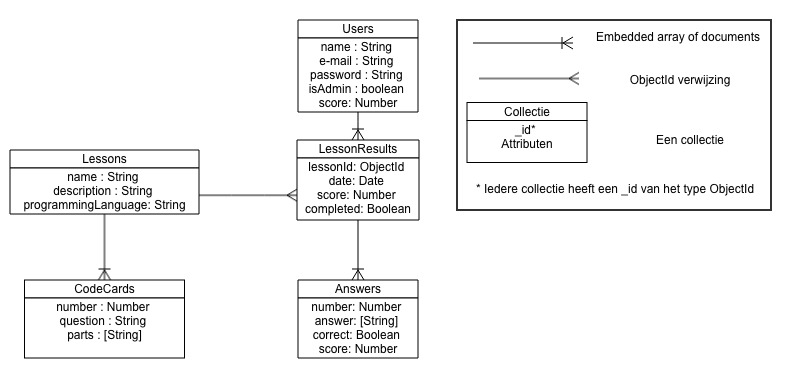 Users
name : String
e-mail : String
password : String
isAdmin : boolean
score: Number
LessonResults
lessonId: ObjectId
date: Date
score: Number
completed: Boolean
Lessons
name : String
description : String
programmingLanguage: String
CodeCards
number : Number
question : String
parts : [String]
Answers
number: Number
answer: [String]
correct: Boolean
score: Number
Embedded array of documents
ObjectId verwijzing
Collectie
_id*
Attributen
Een collectie
* Iedere collectie heeft een _id van het type ObjectId